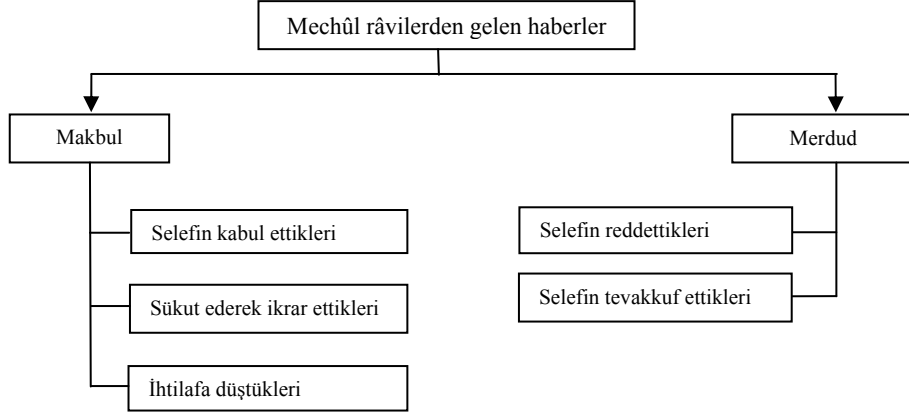 Mechûl râvilerden gelen haberler
Makbul
Merdud
Selefin kabul ettikleri
Sükut ederek ikrar ettikleri
İhtilafa düştükleri
Selefin reddettikleri
Selefin tevakkuf ettikleri